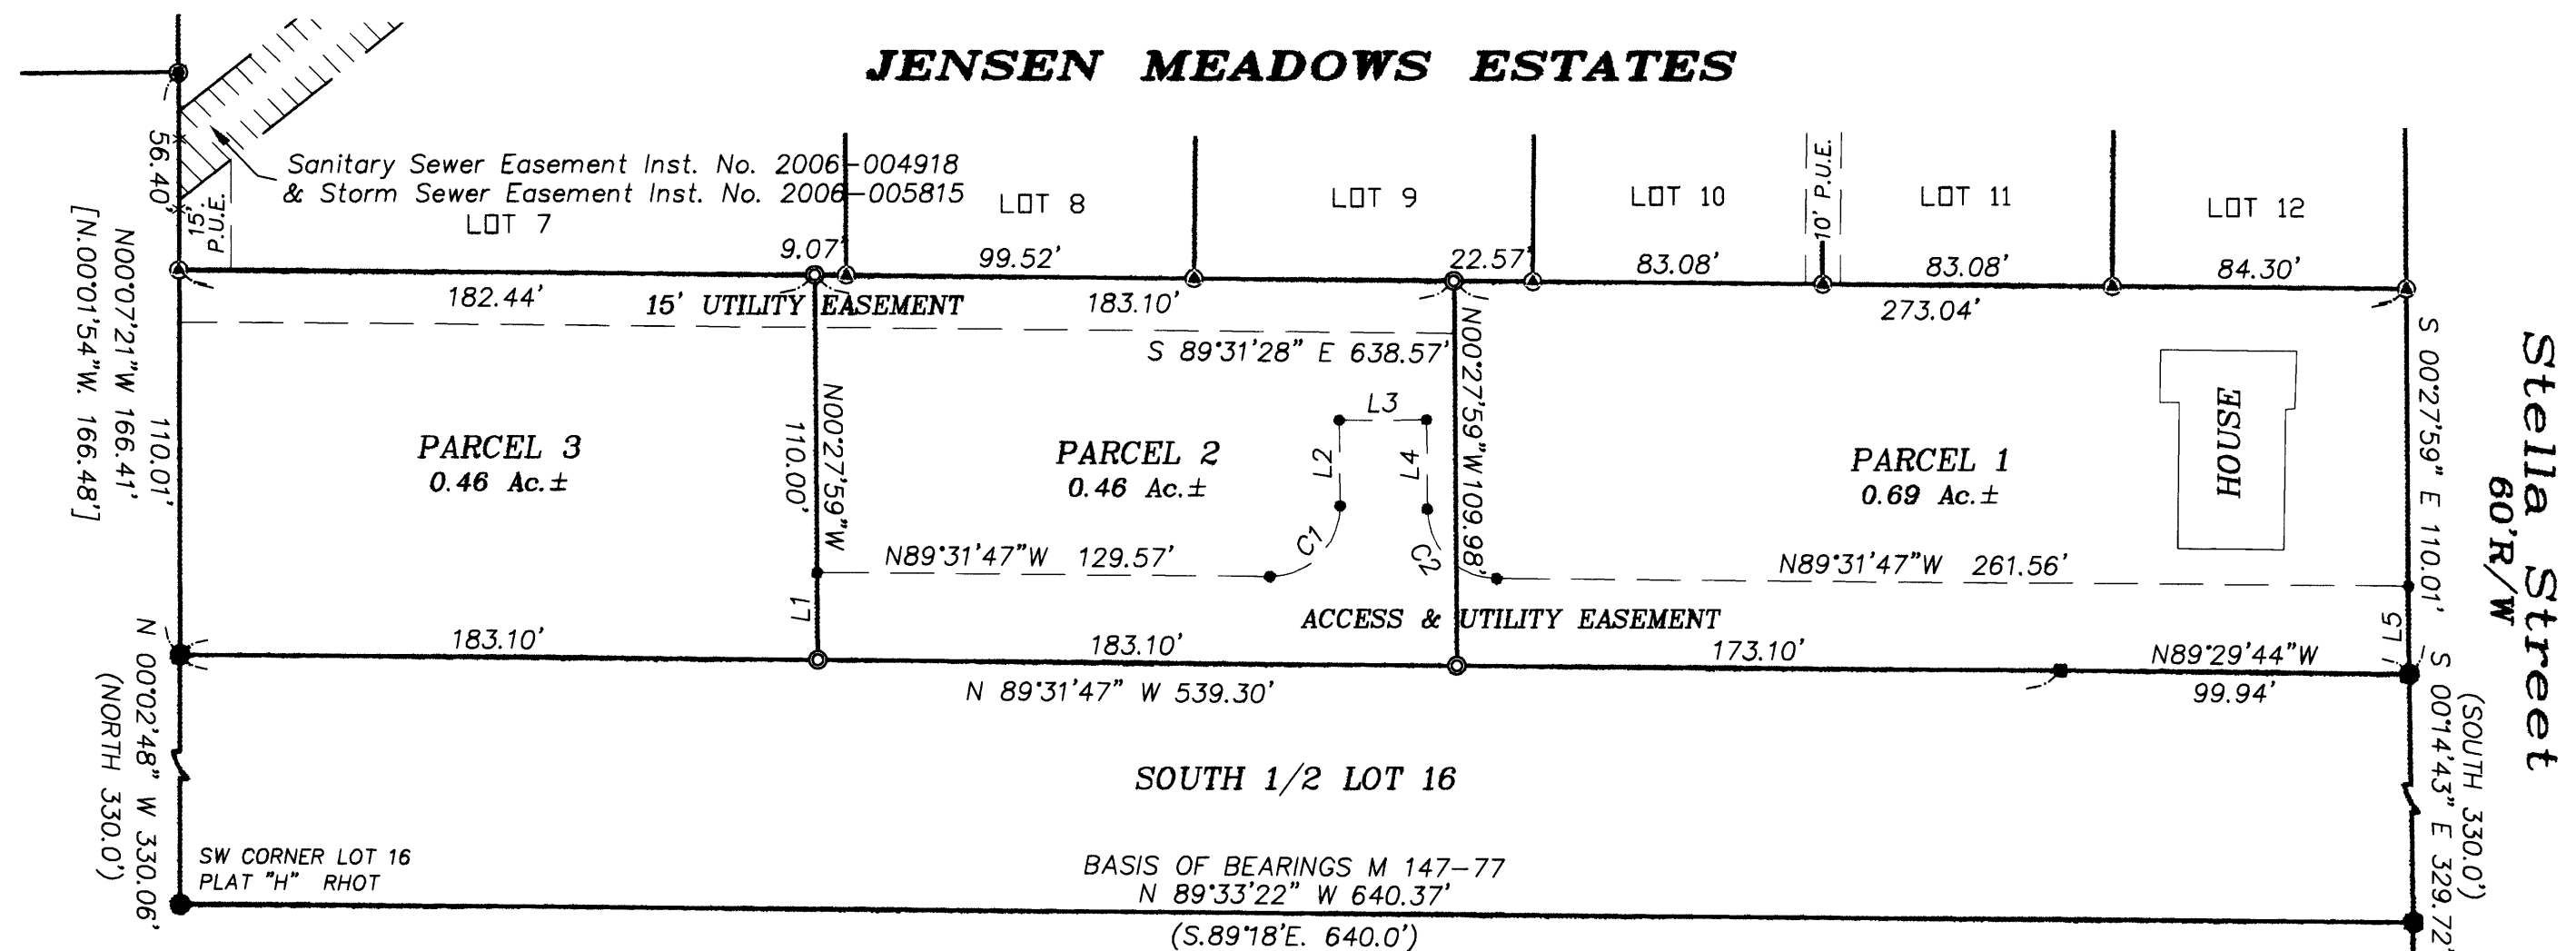 JENSEN MEADOWS ESTATES
56.40'
Sanitary Sewer Easement Inst. No. 2006-004918
& Storm Sewer Easement Inst. No. 2006-005815
15'
P.U.E.
LOT 7
LOT 8
LOT 9
LOT 10
10' P.U.E.
LOT 11
LOT 12
9.07'
99.52'
22.57'
83.08'
83.08'
84.30'
182.44'
15' UTILITY EASEMENT
183.10'
273.04'
S 89°31'28" E 638.57'
[N.00°01'54"W. 166.48']
N00°07'21"W 166.41'
110.01'
PARCEL 3
0.46 Ac.±
110.00'
N00°27'59"W
PARCEL 2
0.46 Ac.±
L3
L2
L4
C1
C2
N00°27'59"W 109.98'
PARCEL 1
0.69 Ac.±
HOUSE
S 00°27'59" E 110.01'
Stella Street
60'R/W
N89°31'47"W 129.57'
N89°31'47"W 261.56'
L1
ACCESS & UTILITY EASEMENT
L5
183.10'
183.10'
173.10'
N89°29'44"W
99.94'
N 89°31'47" W 539.30'
N 00°02'48" W 330.06'
(NORTH 330.0')
SOUTH 1/2 LOT 16
(SOUTH 330.0')
S 00°14'43" E 329.72'
SW CORNER LOT 16
PLAT "H" RHOT
BASIS OF BEARINGS M 147-77
N 89°33'22" W 640.37'
(S.89°18'E. 640.0')